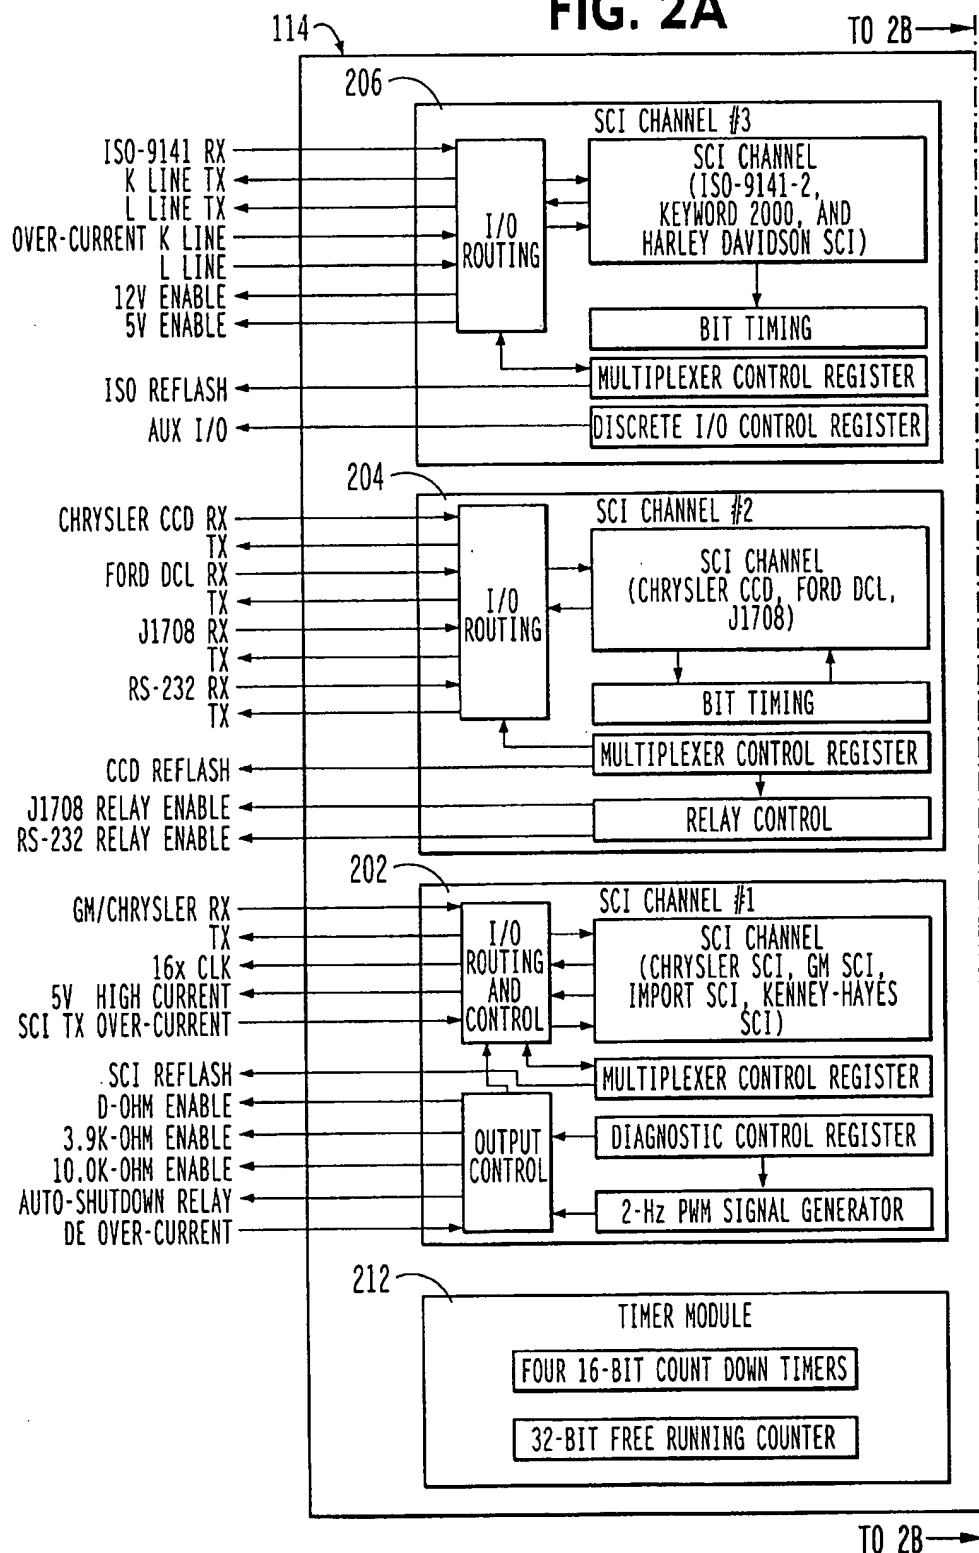 FIG. 2A
TO 2B
114
206
SCI CHANNEL #3
ISO-9141 RX
K LINE TX
L LINE TX
OVER-CURRENT K LINE
L LINE
12V ENABLE
5V ENABLE
ISO REFLASH
AUX I/O
I/O
ROUTING
SCI CHANNEL
(ISO-9141-2,
KEYWORD 2000, AND
HARLEY DAVIDSON SCI)
BIT TIMING
MULTIPLEXER CONTROL REGISTER
DISCRETE I/O CONTROL REGISTER
204
SCI CHANNEL #2
CHRYSLER CCD RX
TX
FORD DCL RX
TX
J1708 RX
TX
RS-232 RX
TX
CCD REFLASH
J1708 RELAY ENABLE
RS-232 RELAY ENABLE
I/O
ROUTING
SCI CHANNEL
(CHRYSLER CCD, FORD DCL,
J1708)
BIT TIMING
MULTIPLEXER CONTROL REGISTER
RELAY CONTROL
202
SCI CHANNEL #1
GM/CHRYSLER RX
TX
16x CLK
5V HIGH CURRENT
SCI TX OVER-CURRENT
SCI REFLASH
D-OHM ENABLE
3.9K-OHM ENABLE
10.0K-OHM ENABLE
AUTO-SHUTDOWN RELAY
DE OVER-CURRENT
I/O
ROUTING
AND
CONTROL
SCI CHANNEL
(CHRYSLER SCI, GM SCI,
IMPORT SCI, KENNEY-HAYES
SCI)
MULTIPLEXER CONTROL REGISTER
OUTPUT
CONTROL
DIAGNOSTIC CONTROL REGISTER
2-Hz PWM SIGNAL GENERATOR
212
TIMER MODULE
FOUR 16-BIT COUNT DOWN TIMERS
32-BIT FREE RUNNING COUNTER
TO 2B